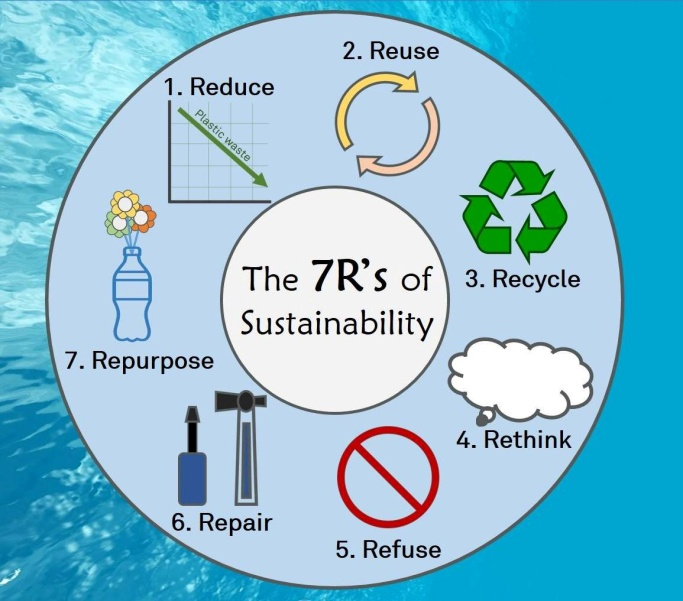 The 7R's of
Sustainability
1. Reduce
Plastic waste
2. Reuse
3. Recycle
4. Rethink
5. Refuse
6. Repair
7. Repurpose